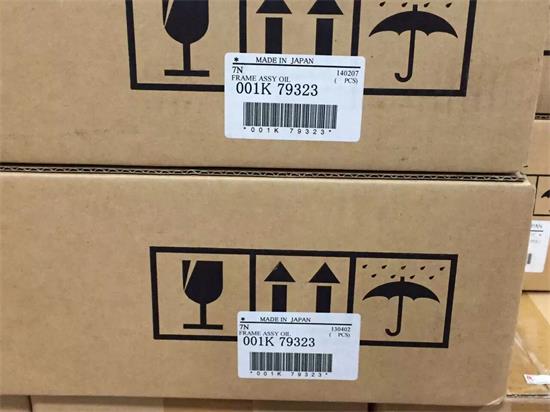 * MADE IN JAPAN
7N 140207
FRAME ASSY OIL ( PCS)
001K 79323
*001K 79323*
* MADE IN JAPAN
7N 130402
FRAME ASSY OIL ( PCS)
001K 79323
*001K 79323*